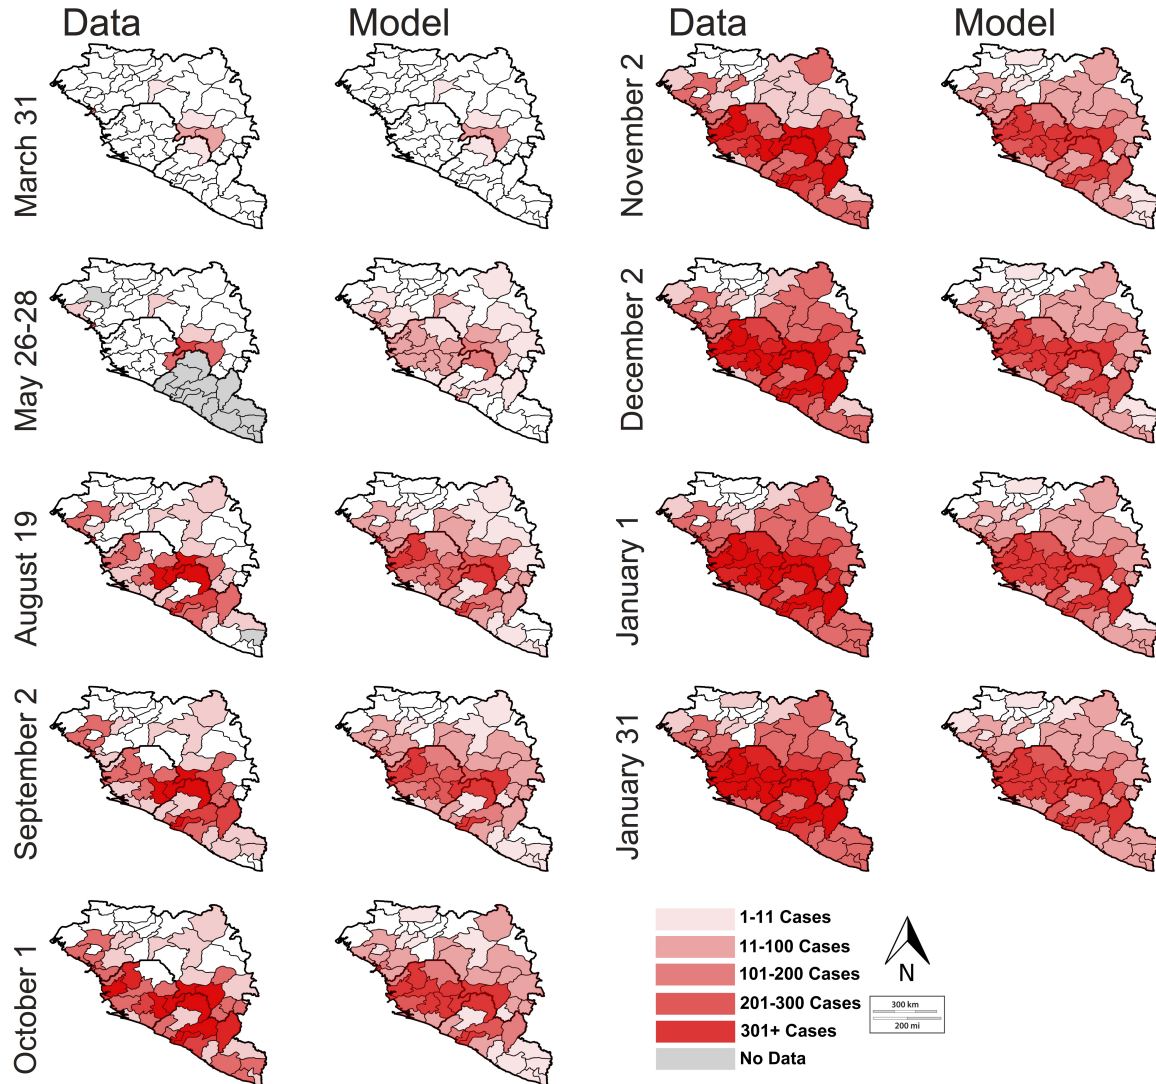 Data
Model
Data
Model
March 31
May 26-28
August 19
September 2
October 1
November 2
December 2
January 1
January 31
1-11 Cases
11-100 Cases
101-200 Cases
201-300 Cases
301+ Cases
No Data
N
300 km
200 mi